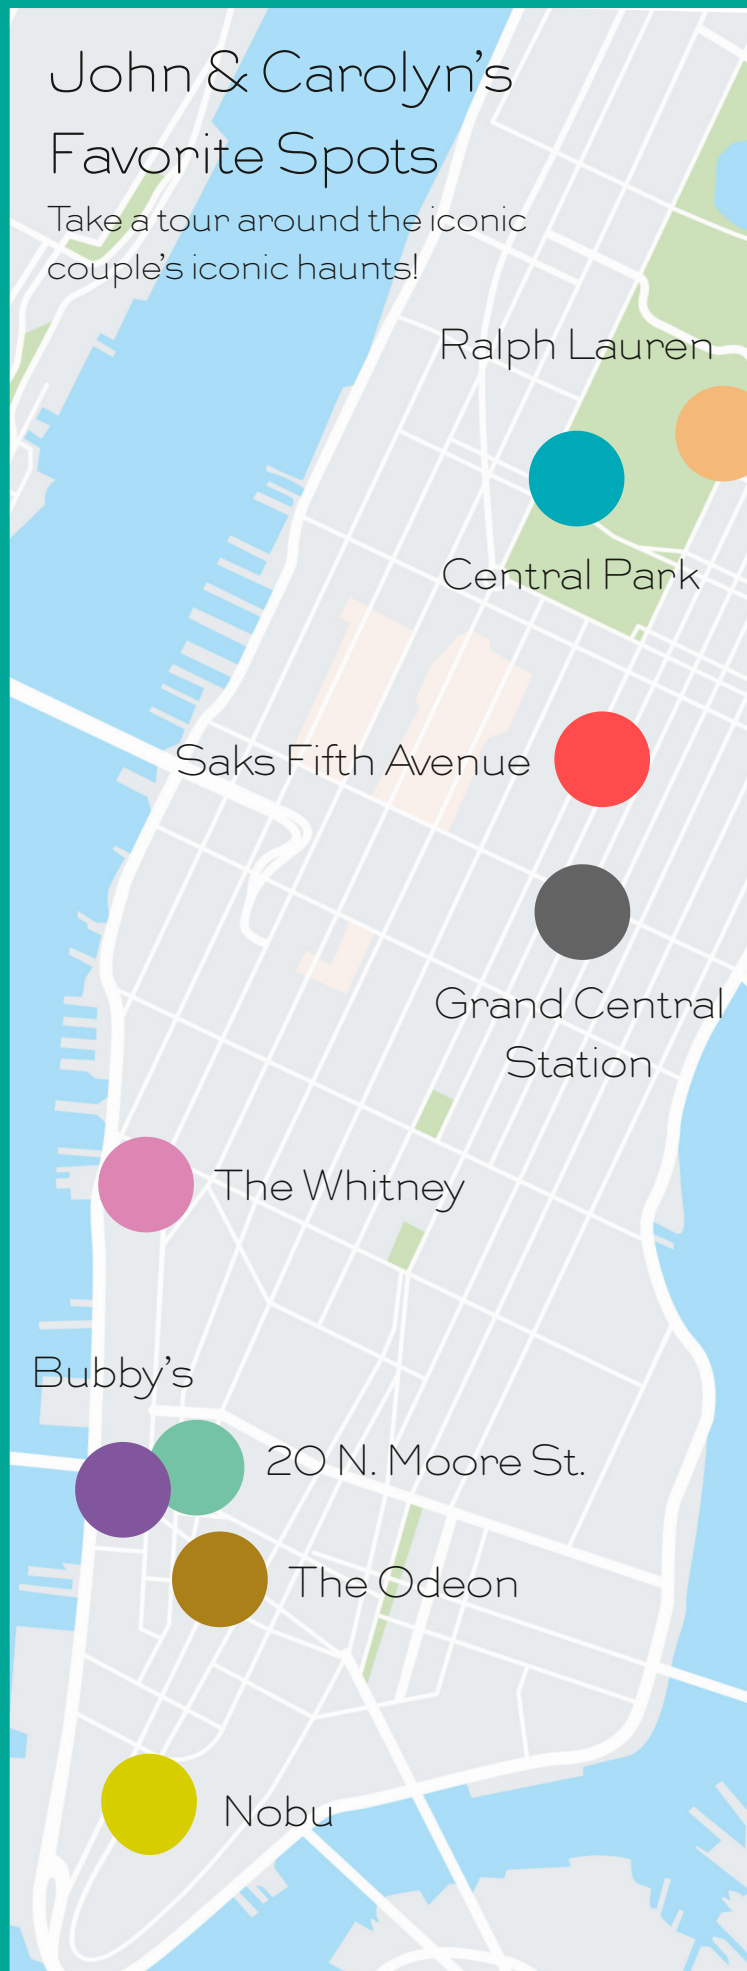 John & Carolyn's
Favorite Spots
Take a tour around the iconic
couple's iconic haunts!
Ralph Lauren
Central Park
Saks Fifth Avenue
Grand Central
Station
The Whitney
Bubby's
20 N. Moore St.
The Odeon
Nobu